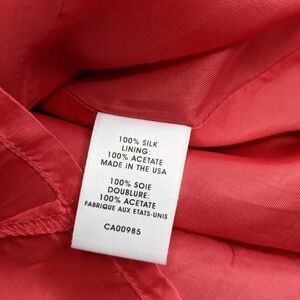 100% SILK
LINING:
100% ACETATE
MADE IN THE USA
100% SOIE
DOUBLURE:
100% ACETATE
FABRIQUE AUX ETATS-UNIS
CA00985